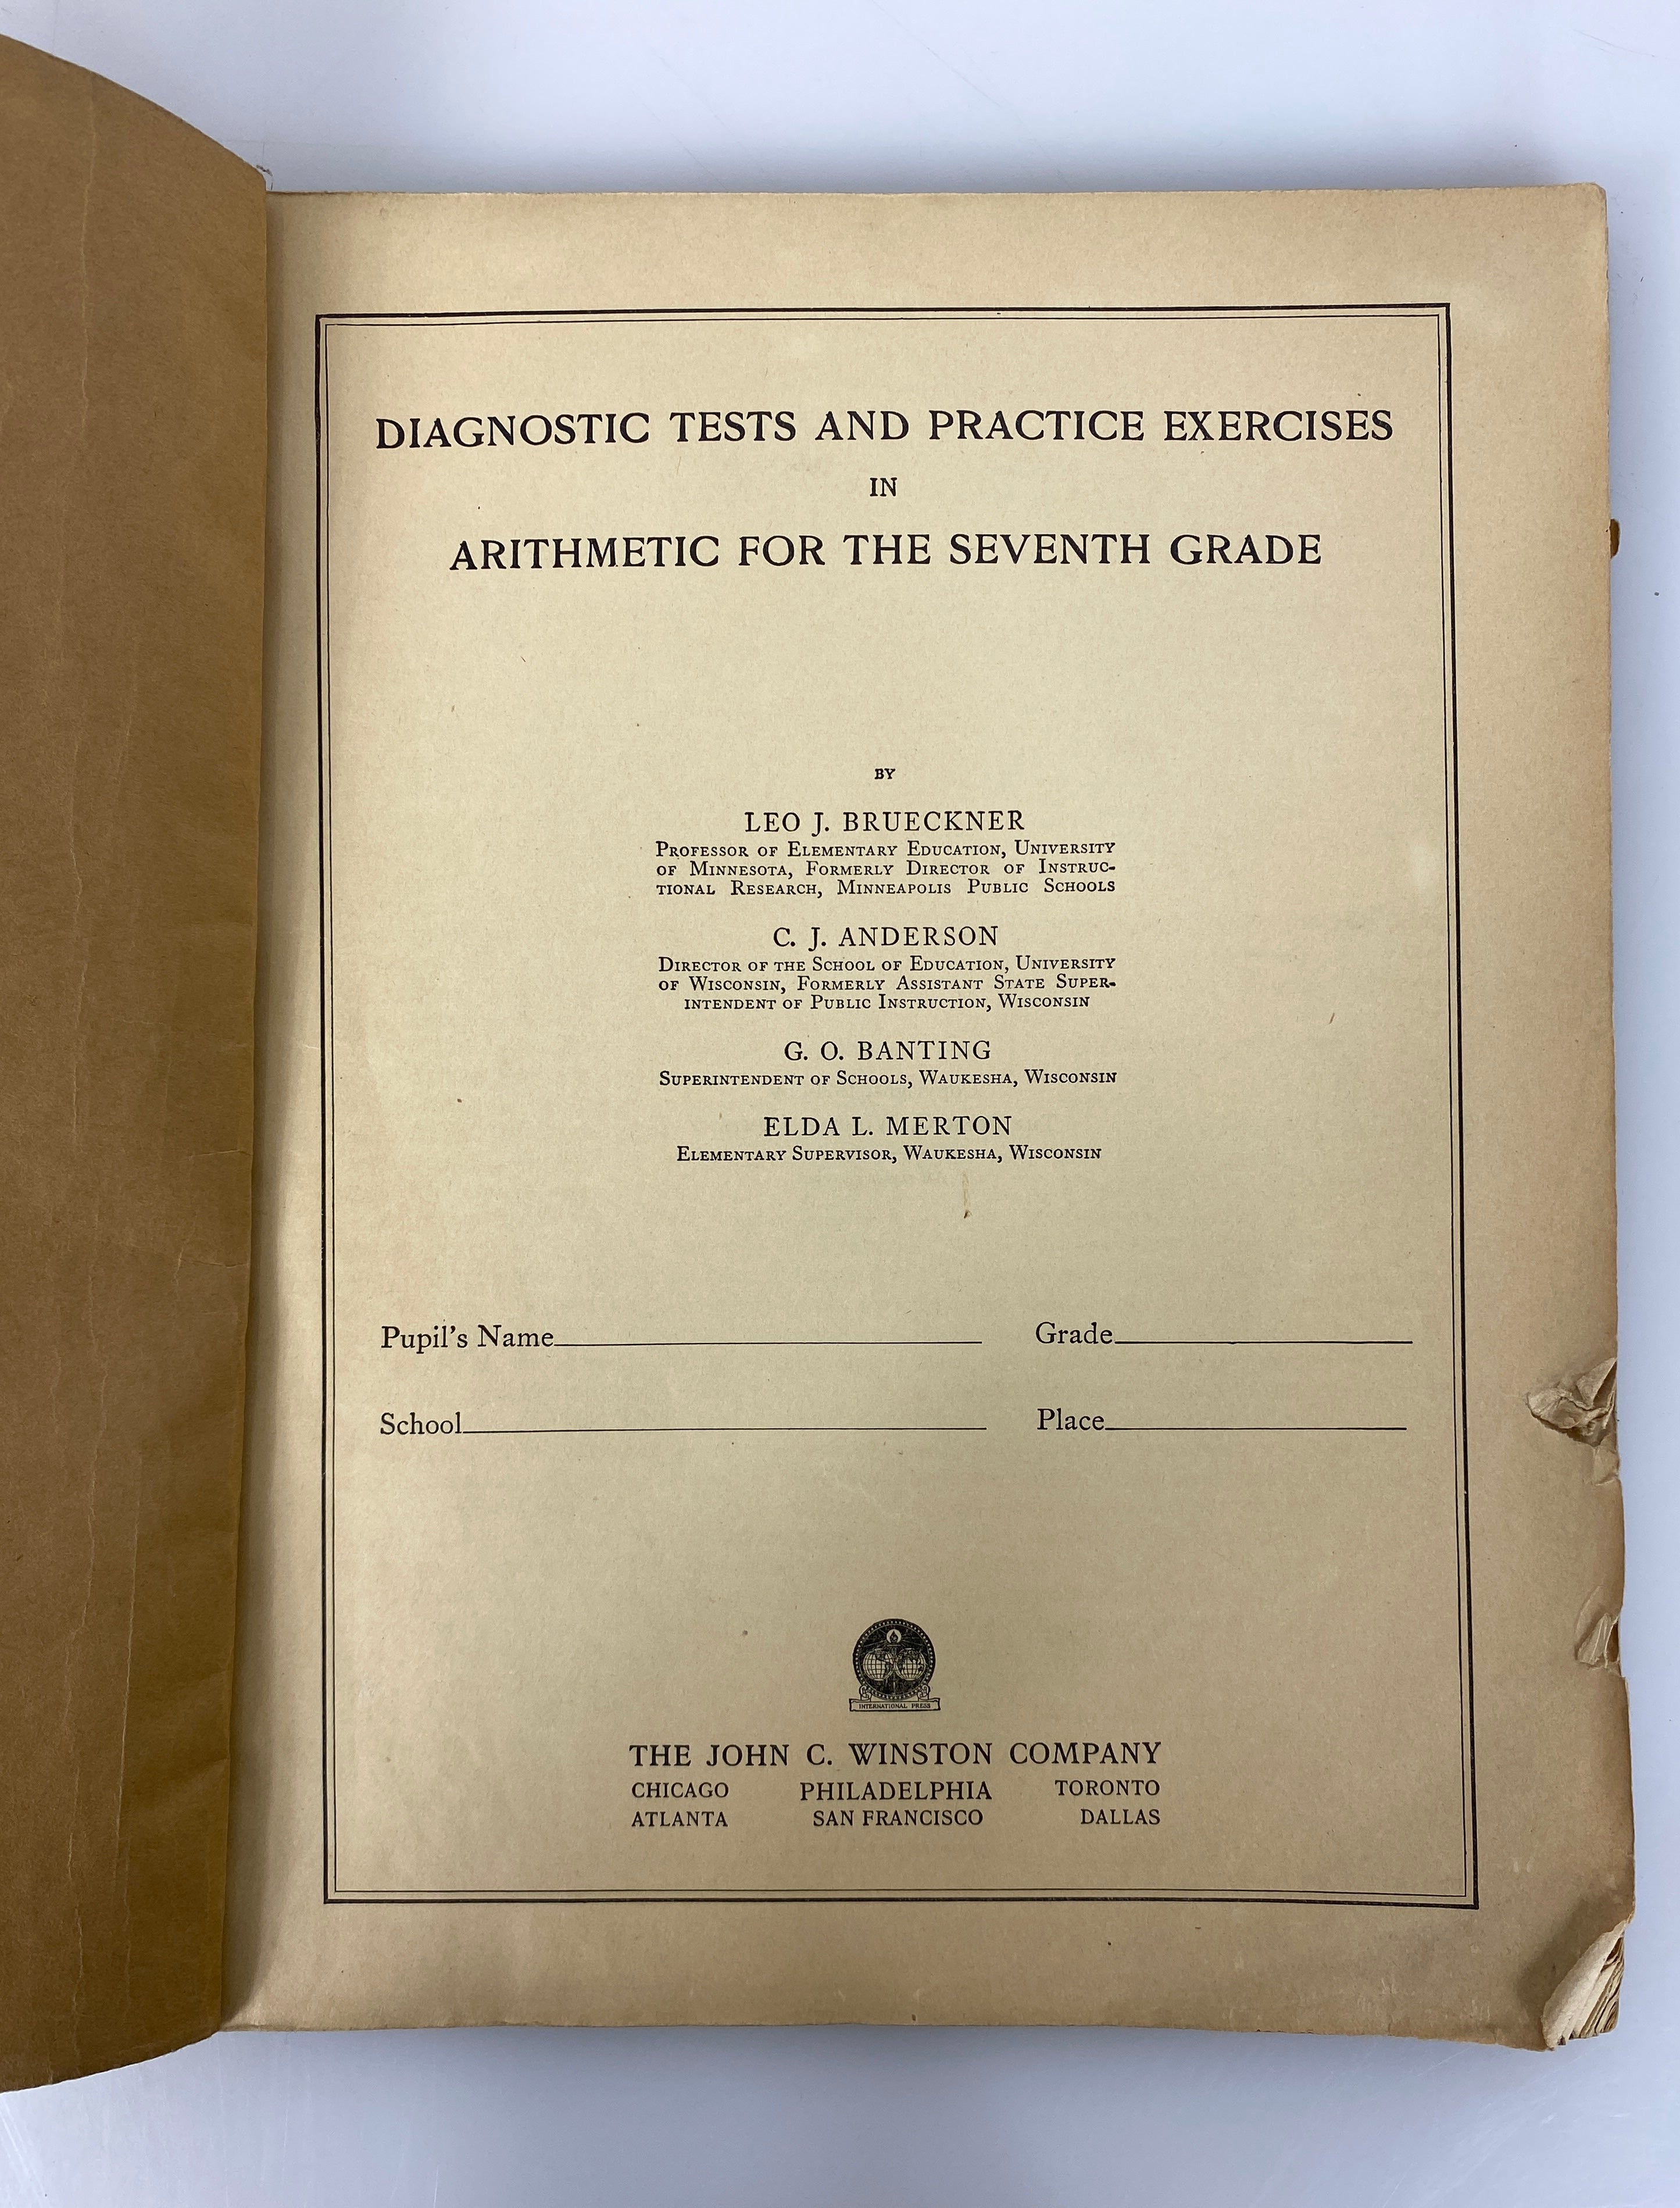 DIAGNOSTIC TESTS AND PRACTICE EXERCISES
IN
ARITHMETIC FOR THE SEVENTH GRADE
BY
LEO J. BRUECKNER
PROFESSOR OF ELEMENTARY EDUCATION, UNIVERSITY
OF MINNESOTA, FORMERLY DIRECTOR OF INSTRUC-
TIONAL RESEARCH, MINNEAPOLIS PUBLIC SCHOOLS
C. J. ANDERSON
DIRECTOR OF THE SCHOOL OF EDUCATION, UNIVERSITY
OF WISCONSIN, FORMERLY ASSISTANT STATE SUPER-
INTENDENT OF PUBLIC INSTRUCTION, WISCONSIN
G. O. BANTING
SUPERINTENDENT OF SCHOOLS, WAUKESHA, WISCONSIN
ELDA L. MERTON
ELEMENTARY SUPERVISOR, WAUKESHA, WISCONSIN
Pupil's Name Grade
School Place
INTERNATIONAL PRESS
THE JOHN C. WINSTON COMPANY
CHICAGO PHILADELPHIA TORONTO
ATLANTA SAN FRANCISCO DALLAS